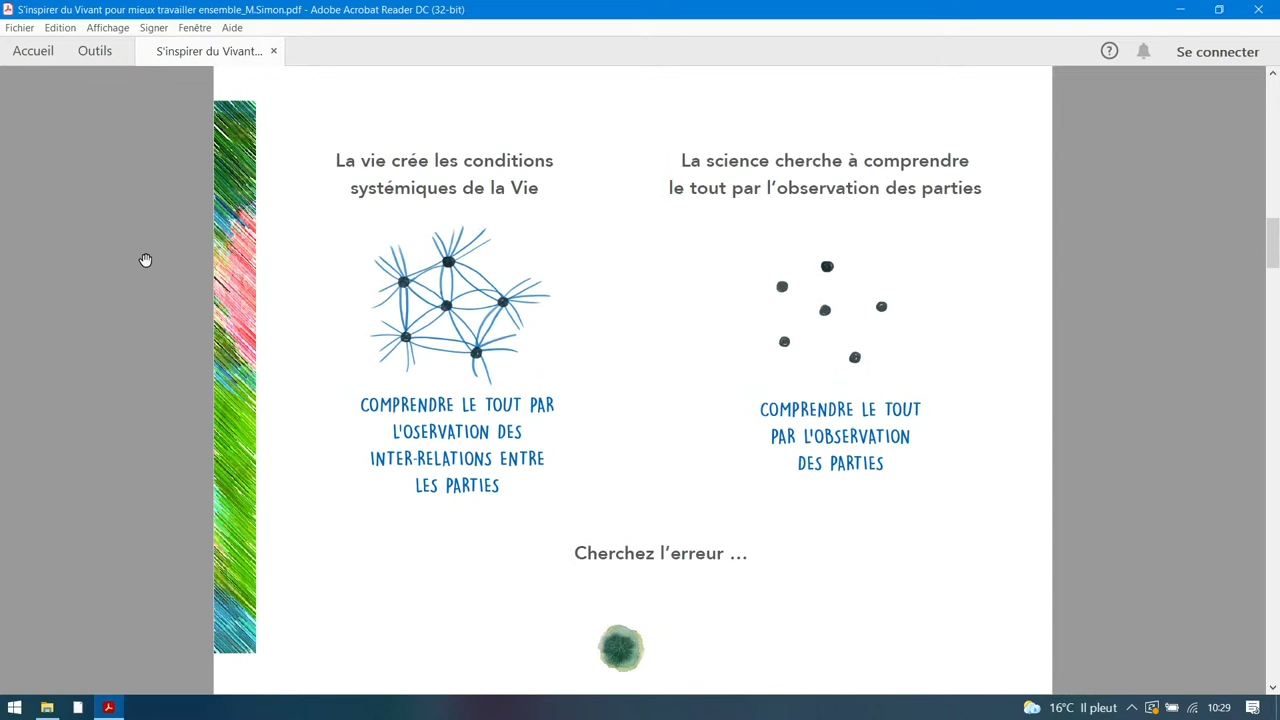 S'inspirer du Vivant pour mieux travailler ensemble_M.Simon.pdf - Adobe Acrobat Reader DC (32-bit)
Fichier Edition Affichage Signer Fenêtre Aide
Accueil Outils S'inspirer du Vivant... × ? Se connecter
La vie crée les conditions
systémiques de la Vie
La science cherche à comprendre
le tout par l'observation des parties
COMPRENDRE LE TOUT PAR
L'OSERVATION DES
INTER-RELATIONS ENTRE
LES PARTIES
COMPRENDRE LE TOUT
PAR L'OBSERVATION
DES PARTIES
Cherchez l'erreur ...
16°C Il pleut 10:29